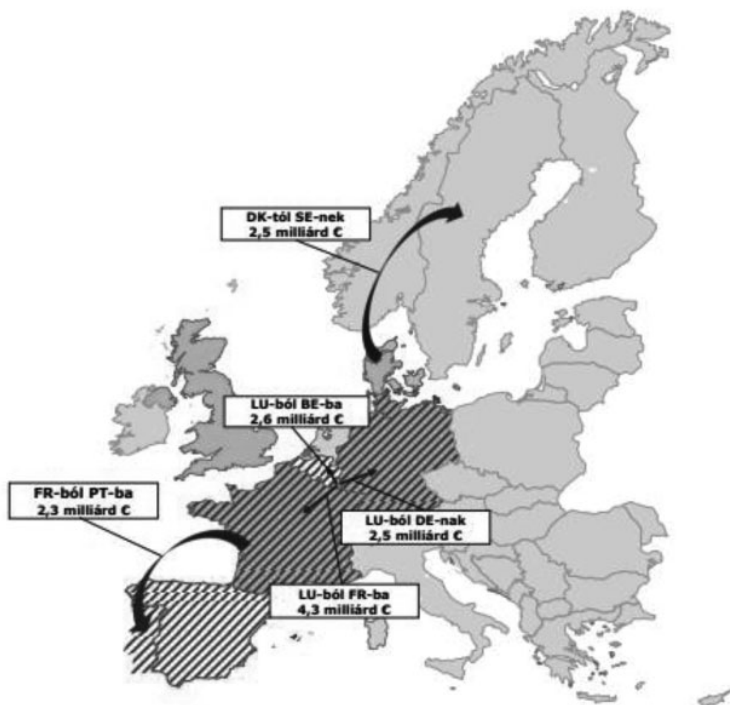 DK-tól SE-nek
2,5 milliárd €
LU-ból BE-ba
2,6 milliárd €
FR-ból PT-ba
2,3 milliárd €
LU-ból DE-nak
2,5 milliárd €
LU-ból FR-ba
4,3 milliárd €